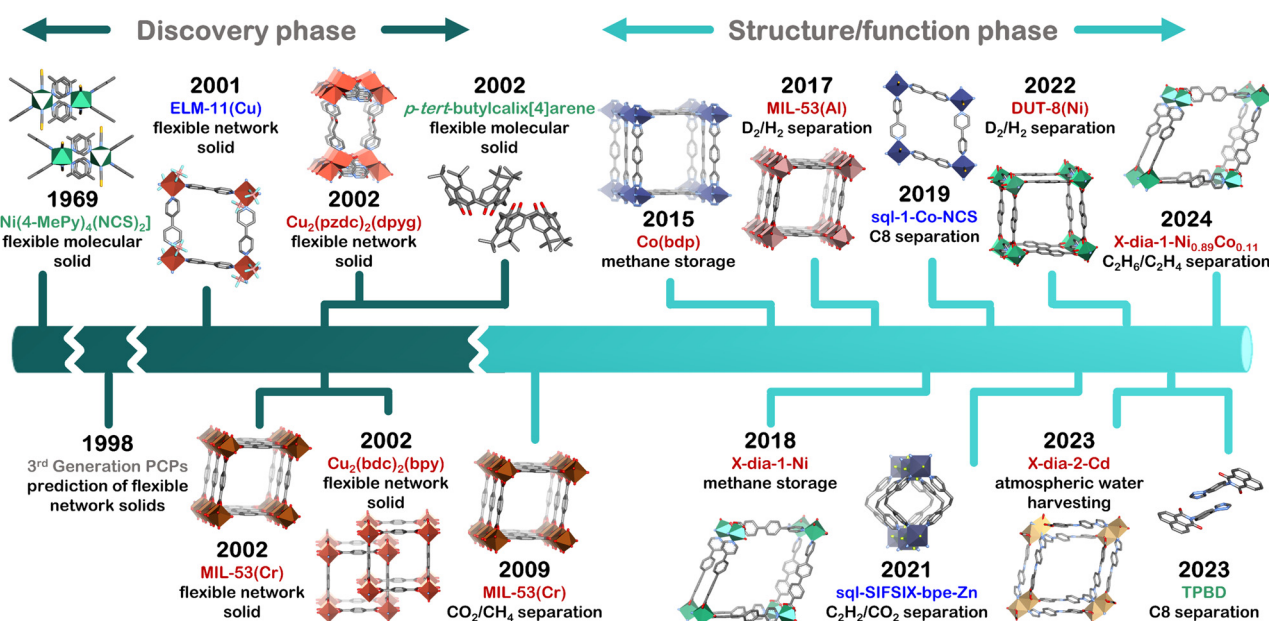 Discovery phase
Structure/function phase
1969
Ni(4-MePy)₄(NCS)₂]
flexible molecular
solid
2001
ELM-11(Cu)
flexible network
solid
2002
Cu₂(pzdc)₂(dpyg)
flexible network
solid
2002
p-tert-butylcalix[4]arene
flexible molecular
solid
2015
Co(bdp)
methane storage
2017
MIL-53(Al)
D₂/H₂ separation
2019
sql-1-Co-NCS
C8 separation
2022
DUT-8(Ni)
D₂/H₂ separation
2024
X-dia-1-Ni₀.₈₉Co₀.₁₁
C₂H₆/C₂H₄ separation
1998
3ʳᵈ Generation PCPs
prediction of flexible
network solids
2002
MIL-53(Cr)
flexible network
solid
2002
Cu₂(bdc)₂(bpy)
flexible network
solid
2009
MIL-53(Cr)
CO₂/CH₄ separation
2018
X-dia-1-Ni
methane storage
2021
sql-SIFSIX-bpe-Zn
C₂H₂/CO₂ separation
2023
X-dia-2-Cd
atmospheric water
harvesting
2023
TPBD
C8 separation